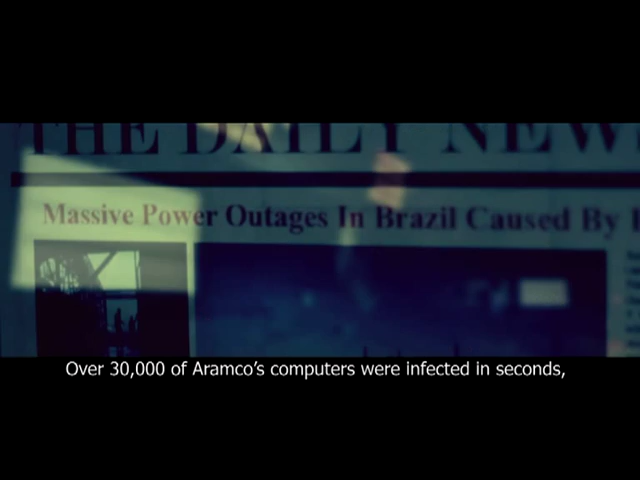 THE DAILY NEWS
Massive Power Outages In Brazil Caused By
Over 30,000 of Aramco's computers were infected in seconds,